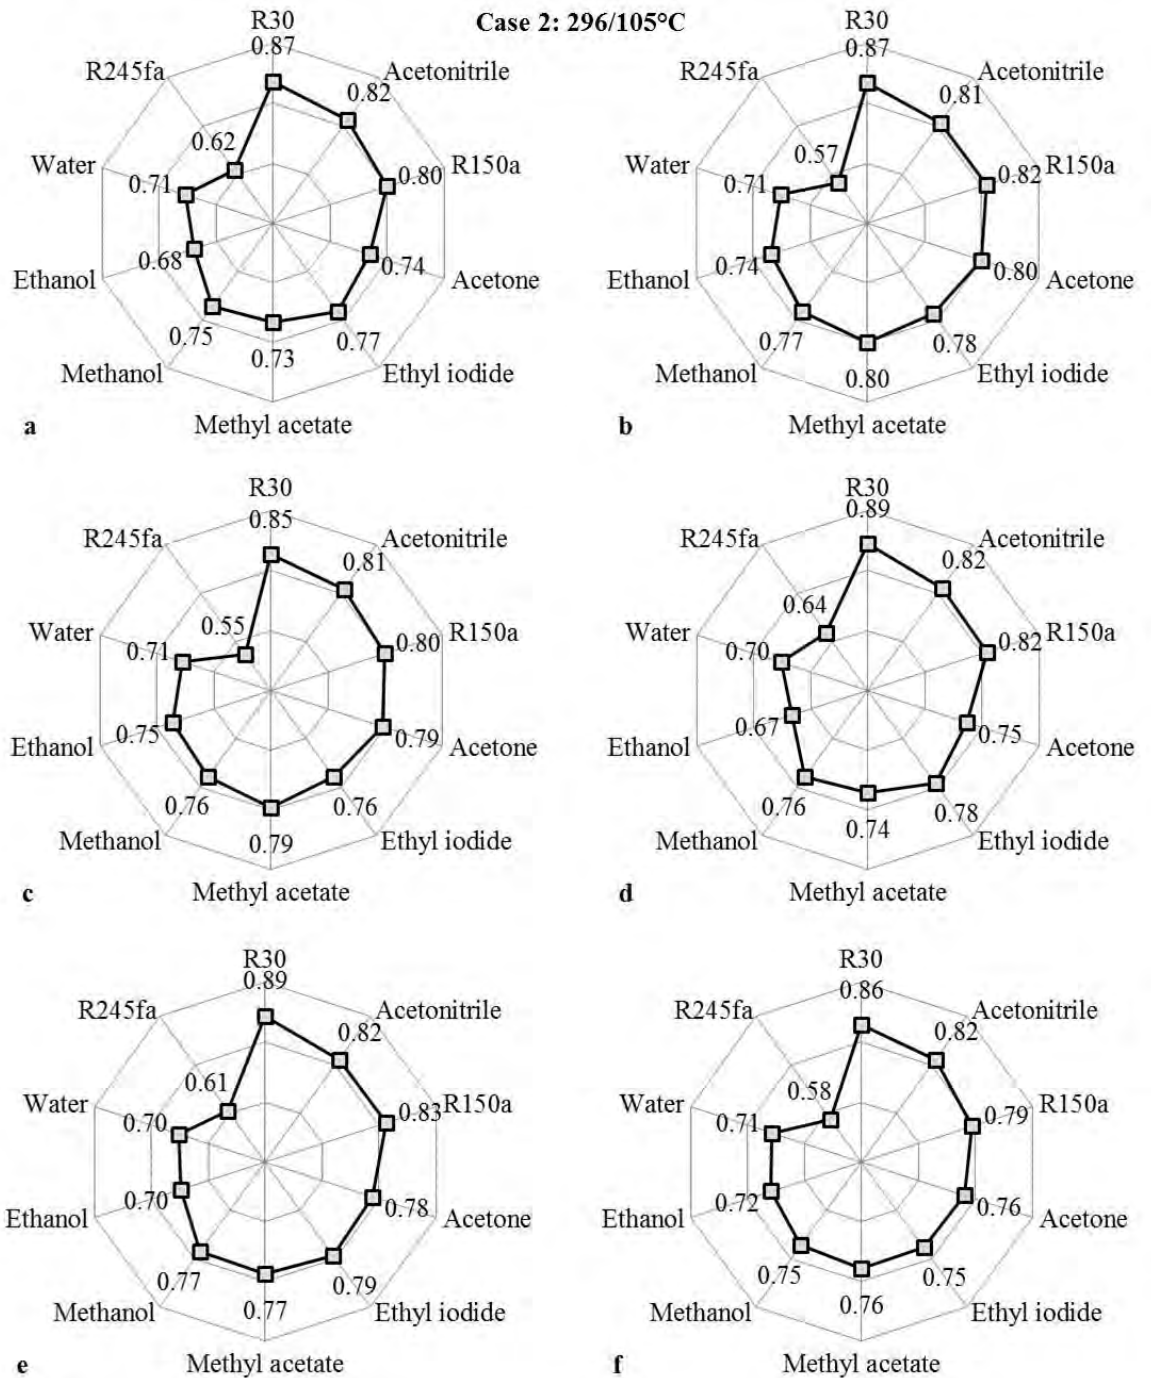 Case 2: 296/105°C
R30
0.87
R245fa
Acetonitrile
0.82
0.62
Water
0.71
0.80
R150a
Ethanol
0.68
0.74
Acetone
0.75
0.73
0.77
Methanol
Ethyl iodide
Methyl acetate
a
R30
0.87
R245fa
Acetonitrile
0.81
0.57
Water
0.71
0.82
R150a
Ethanol
0.74
0.80
Acetone
0.77
0.80
0.78
Methanol
Ethyl iodide
Methyl acetate
b
R30
0.85
R245fa
Acetonitrile
0.81
0.55
Water
0.71
0.80
R150a
Ethanol
0.75
0.79
Acetone
0.76
0.79
0.76
Methanol
Ethyl iodide
Methyl acetate
c
R30
0.89
R245fa
Acetonitrile
0.82
0.64
Water
0.70
0.82
R150a
Ethanol
0.67
0.75
Acetone
0.76
0.74
0.78
Methanol
Ethyl iodide
Methyl acetate
d
R30
0.89
R245fa
Acetonitrile
0.82
0.61
Water
0.70
0.83
R150a
Ethanol
0.70
0.78
Acetone
0.77
0.77
0.79
Methanol
Ethyl iodide
Methyl acetate
e
R30
0.86
R245fa
Acetonitrile
0.82
0.58
Water
0.71
0.79
R150a
Ethanol
0.72
0.76
Acetone
0.75
0.76
0.75
Methanol
Ethyl iodide
Methyl acetate
f